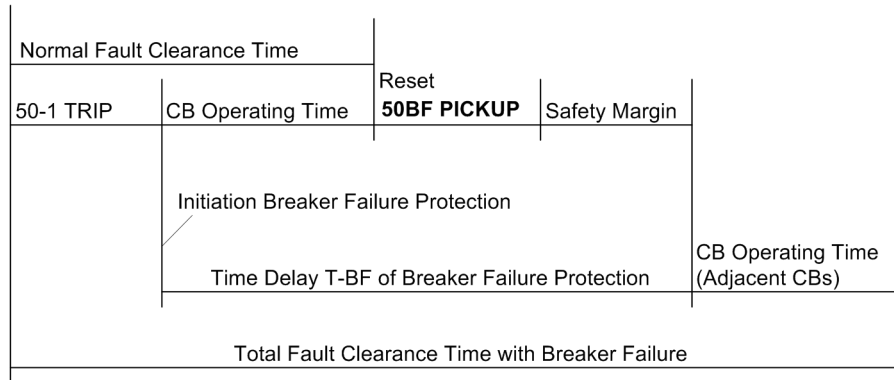 Normal Fault Clearance Time
Reset
50-1 TRIP
CB Operating Time
50BF PICKUP
Safety Margin
Initiation Breaker Failure Protection
CB Operating Time
(Adjacent CBs)
Time Delay T-BF of Breaker Failure Protection
Total Fault Clearance Time with Breaker Failure